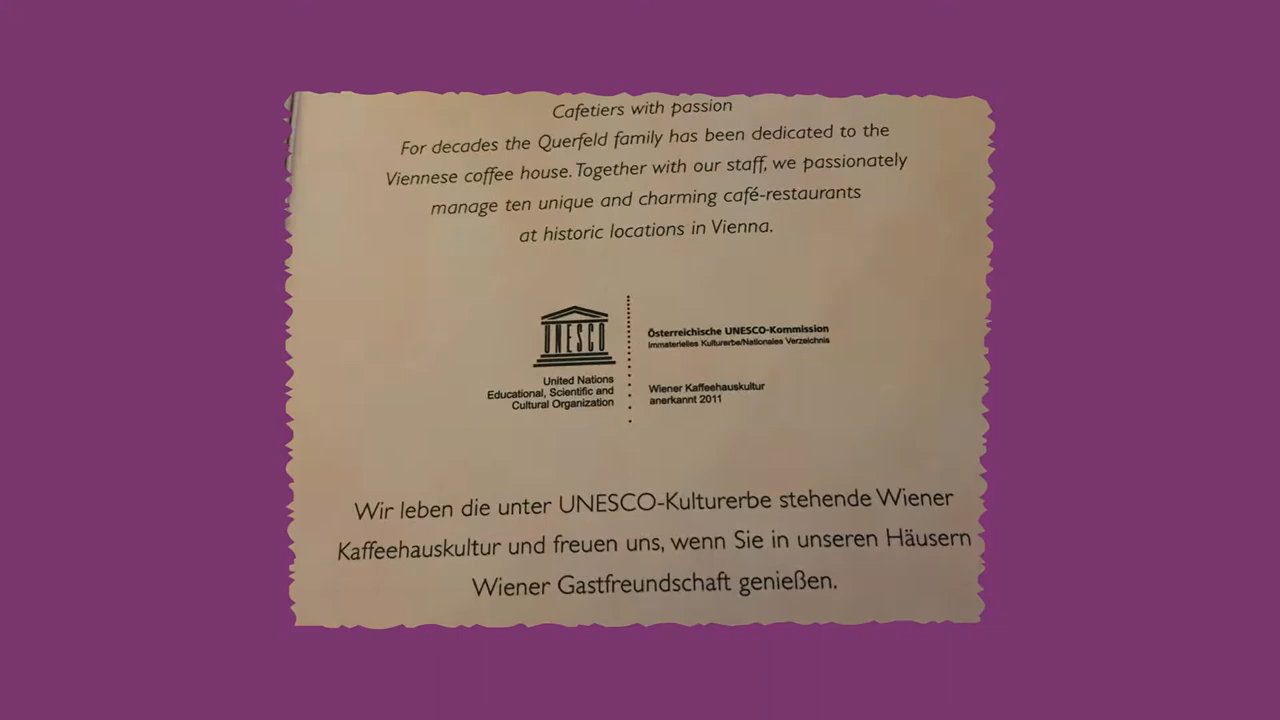 Cafetiers with passion
For decades the Querfeld family has been dedicated to the
Viennese coffee house. Together with our staff, we passionately
manage ten unique and charming café-restaurants
at historic locations in Vienna.
UNESCO
United Nations
Educational, Scientific and
Cultural Organization
Österreichische UNESCO-Kommission
Immaterielles Kulturerbe/Nationales Verzeichnis
Wiener Kaffeehauskultur
anerkannt 2011
Wir leben die unter UNESCO-Kulturerbe stehende Wiener
Kaffeehauskultur und freuen uns, wenn Sie in unseren Häusern
Wiener Gastfreundschaft genießen.